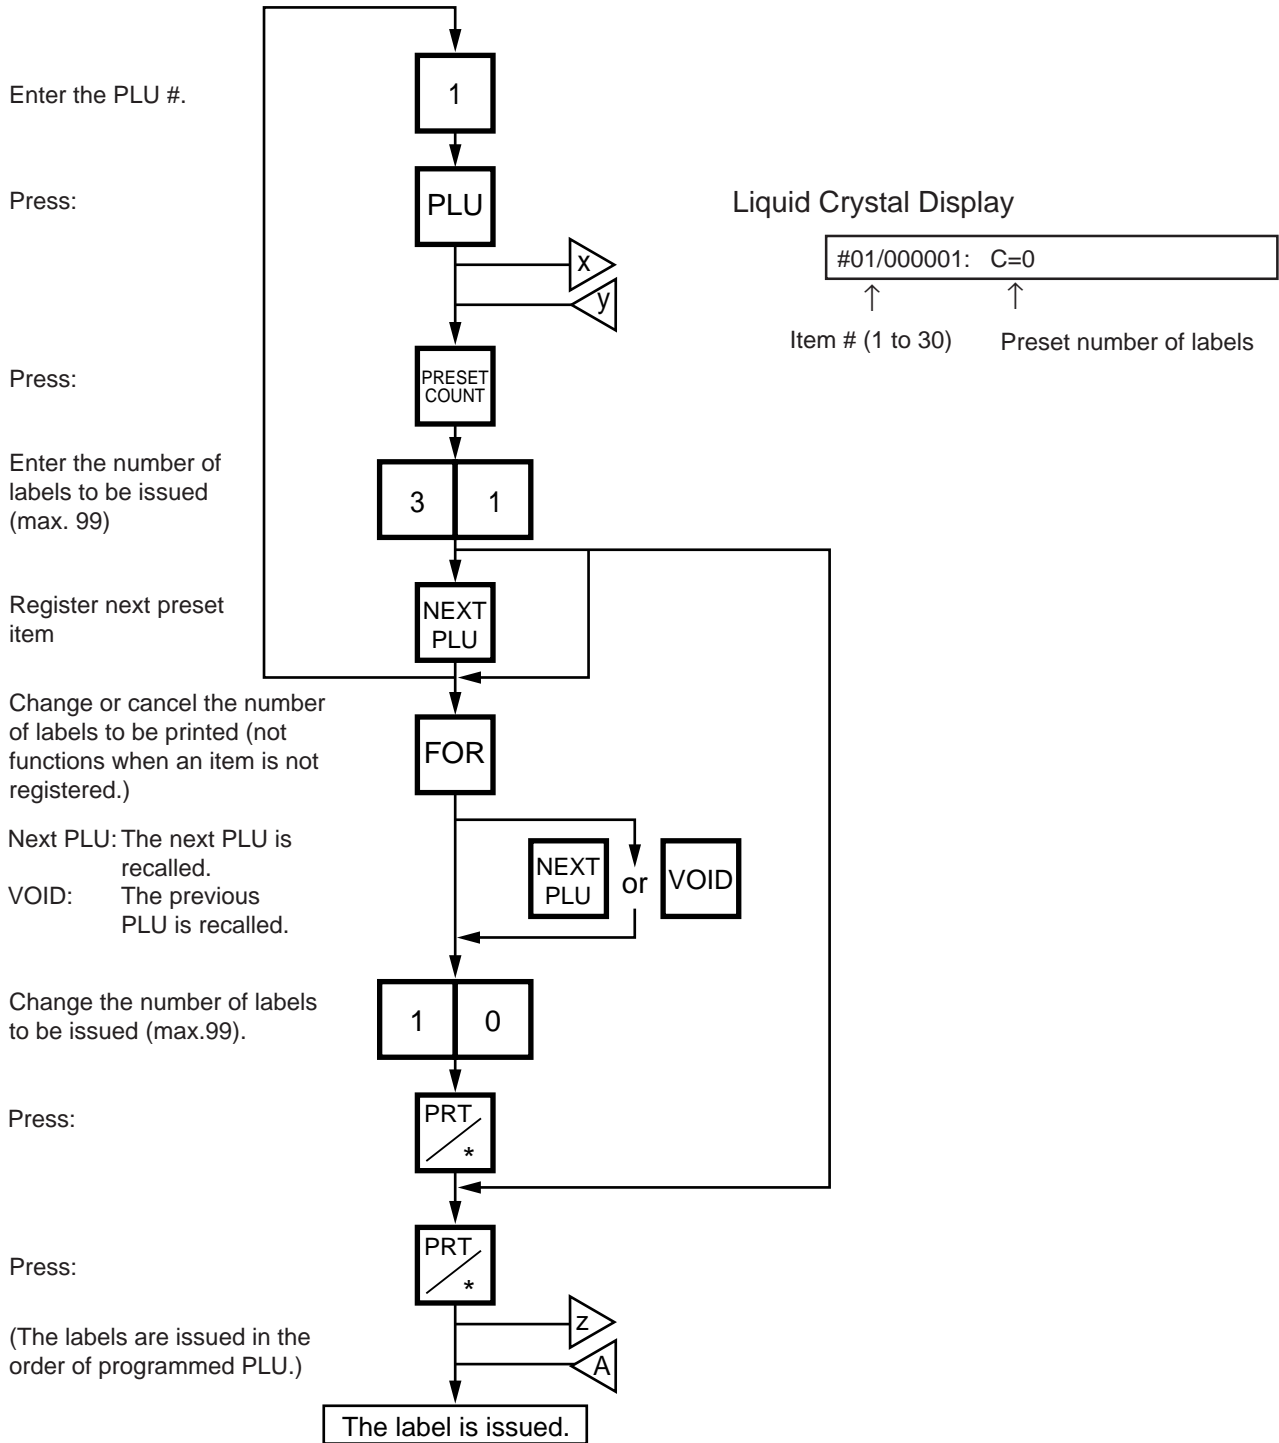 Enter the PLU #.
1
Press:
PLU
Liquid Crystal Display
#01/000001: C=0
↑ ↑
Item # (1 to 30) Preset number of labels
x
y
Press:
PRESET
COUNT
Enter the number of
labels to be issued
(max. 99)
3 1
Register next preset
item
NEXT
PLU
Change or cancel the number
of labels to be printed (not
functions when an item is not
registered.)
FOR
Next PLU: The next PLU is
recalled.
VOID: The previous
PLU is recalled.
NEXT
PLU
or
VOID
Change the number of labels
to be issued (max.99).
1 0
Press:
PRT
*
Press:
PRT
*
(The labels are issued in the
order of programmed PLU.)
z
A
The label is issued.